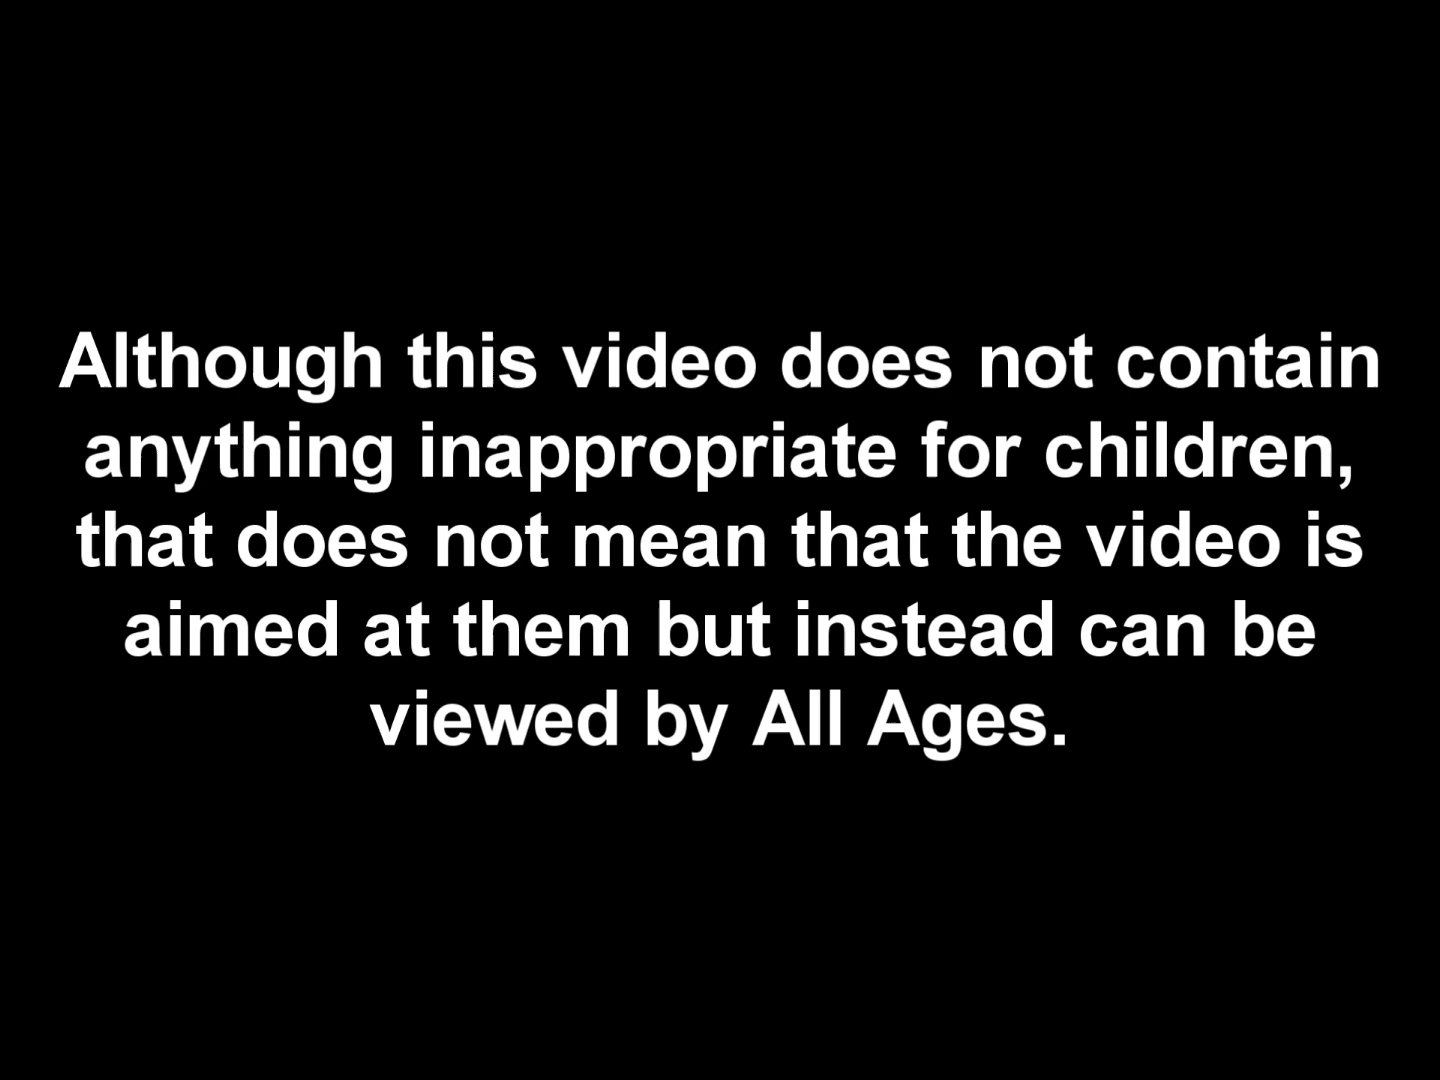 Although this video does not contain
anything inappropriate for children,
that does not mean that the video is
aimed at them but instead can be
viewed by All Ages.